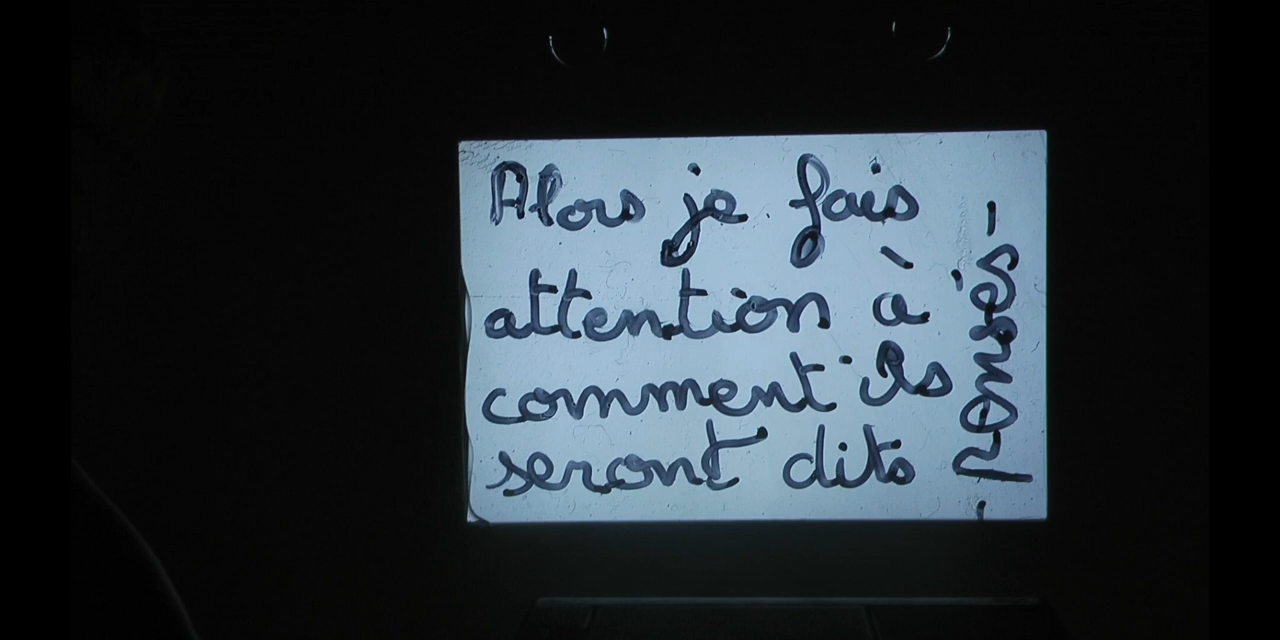 Alors je fais
attention à
comment ils
seront dits
- pensés -